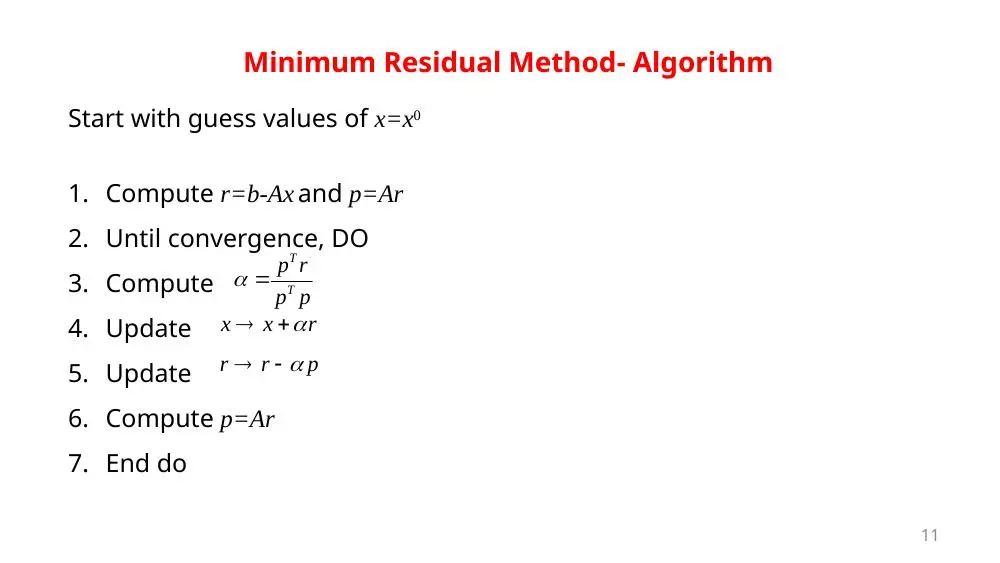 Minimum Residual Method- Algorithm
Start with guess values of x=x⁰
1. Compute r=b-Ax and p=Ar
2. Until convergence, DO
3. Compute α = pᵀr / pᵀp
4. Update x → x + αr
5. Update r → r - αp
6. Compute p=Ar
7. End do
11